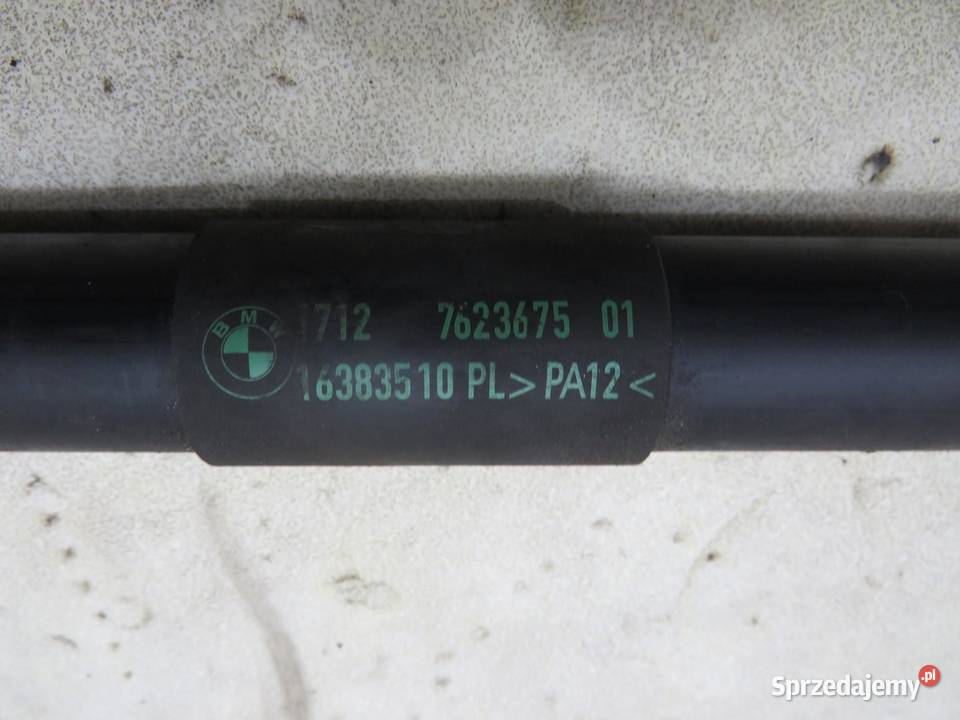 BMW
1712 7623675 01
16383510 PL>PA12<
Sprzedajemy.pl